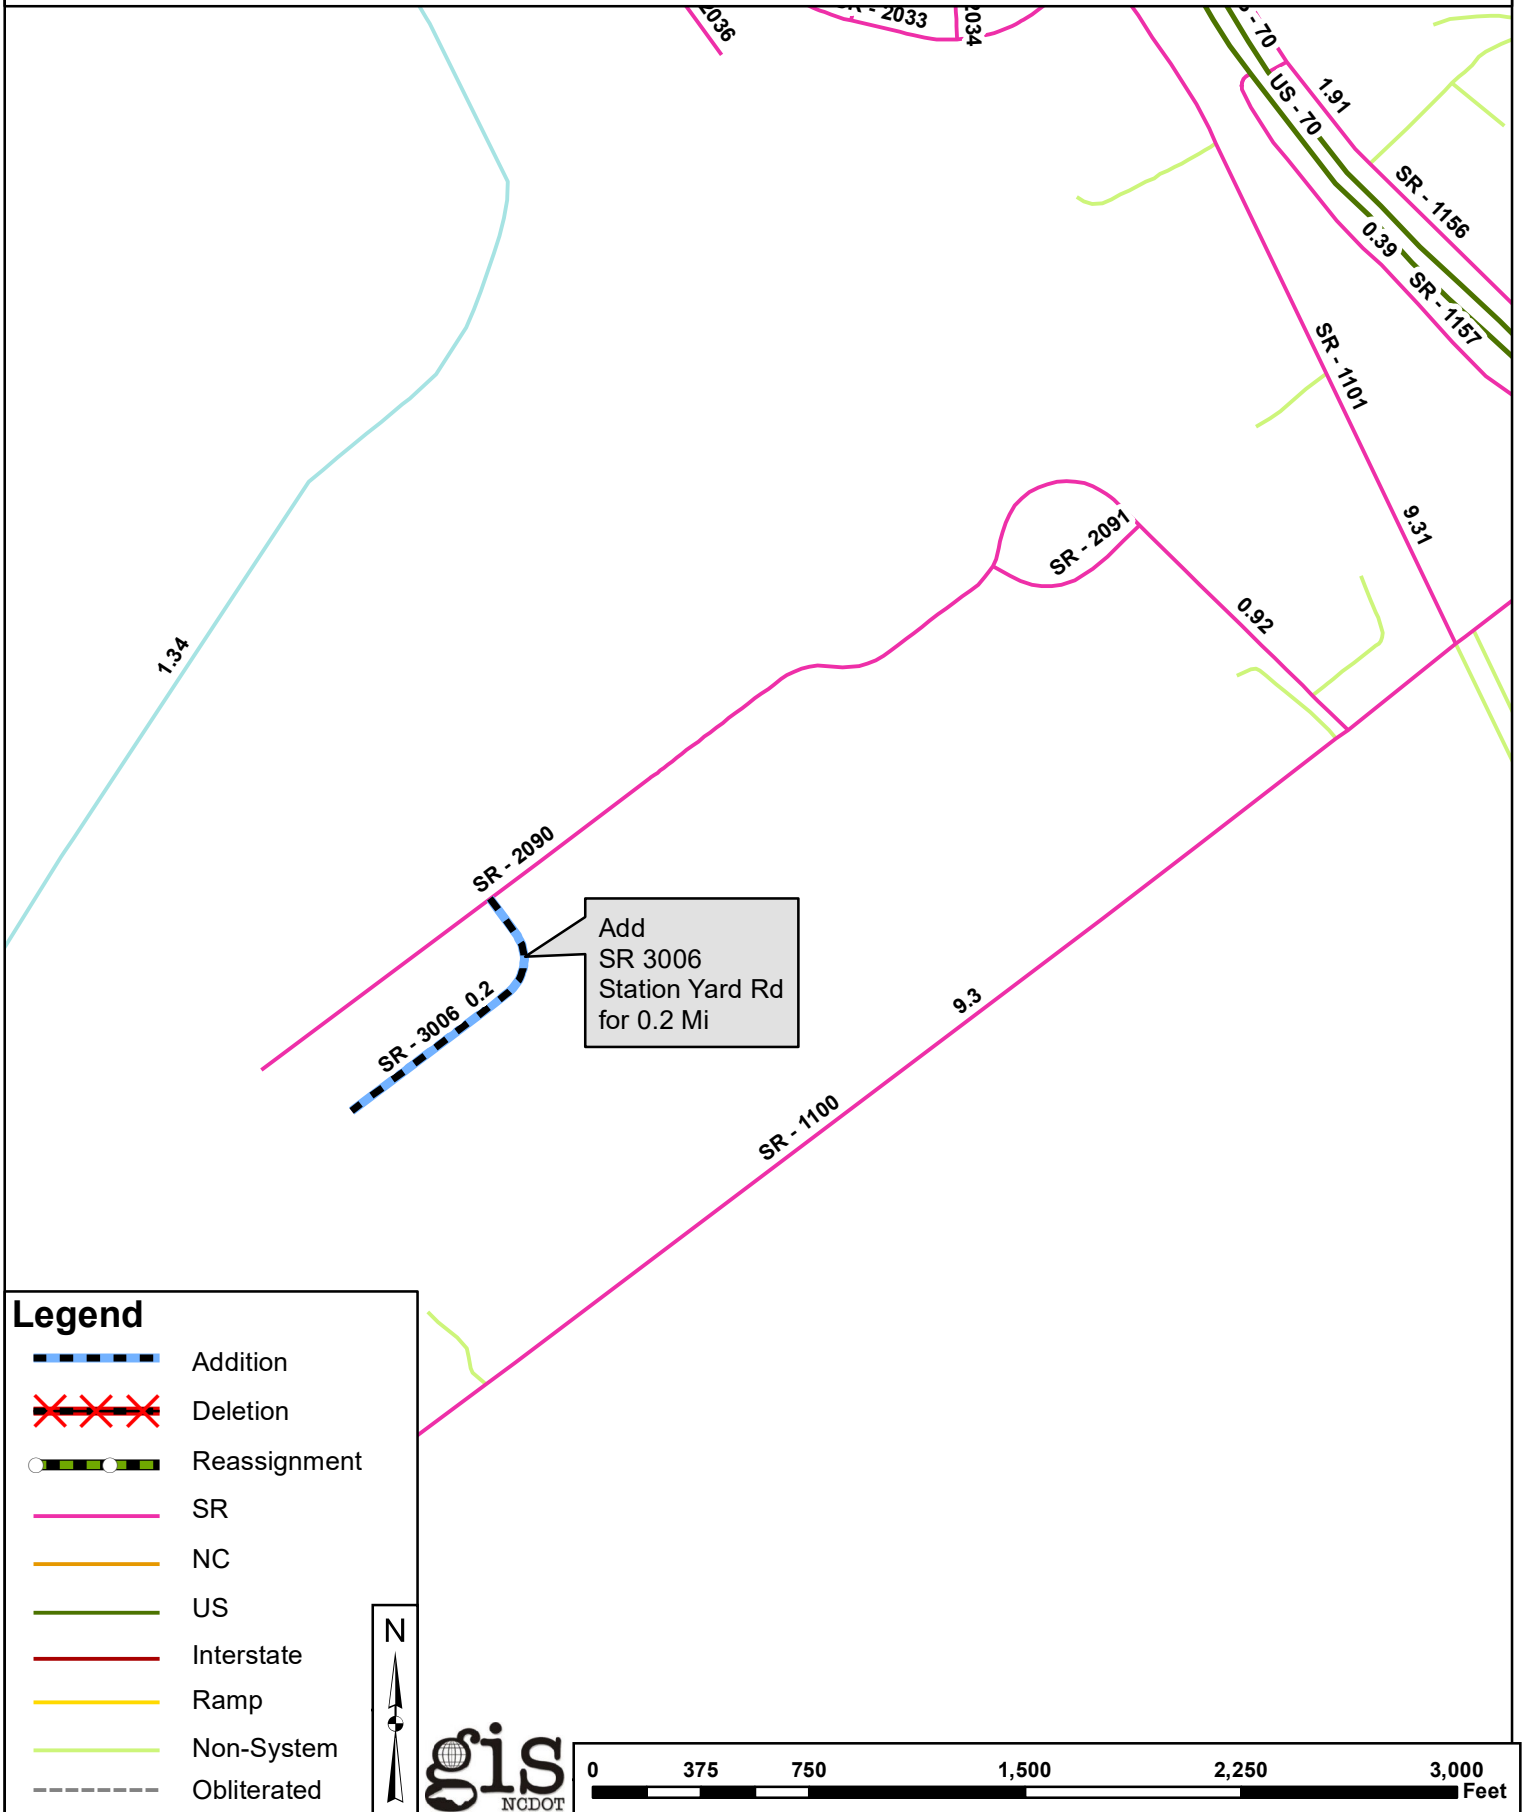 2036
2033
2034
US - 70
1.91
SR - 1156
0.39
SR - 1157
SR - 1101
9.31
SR - 2091
0.92
1.34
SR - 2090
Add
SR 3006
Station Yard Rd
for 0.2 Mi
SR - 3006 0.2
9.3
SR - 1100
Legend
Addition
Deletion
Reassignment
SR
NC
US
Interstate
Ramp
Non-System
Obliterated
N
gis
NCDOT
0 375 750 1,500 2,250 3,000
Feet